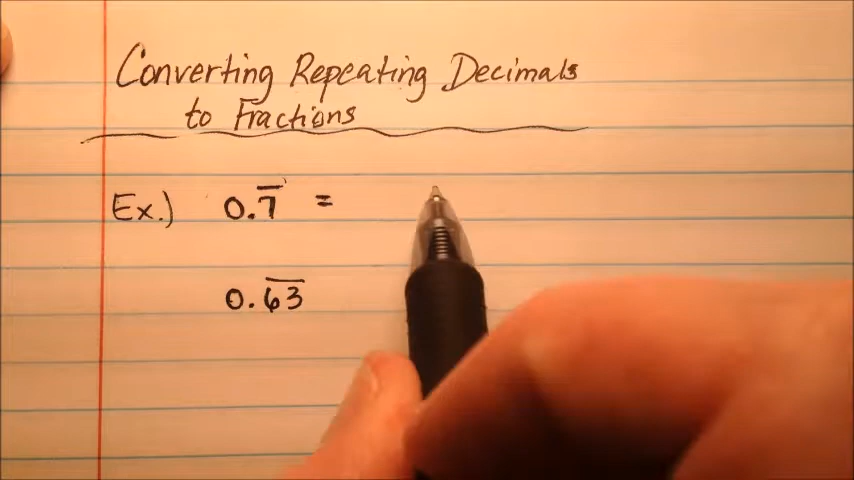 Converting Repeating Decimals
to Fractions
Ex.) 0.7̅ =
0.6̅3̅